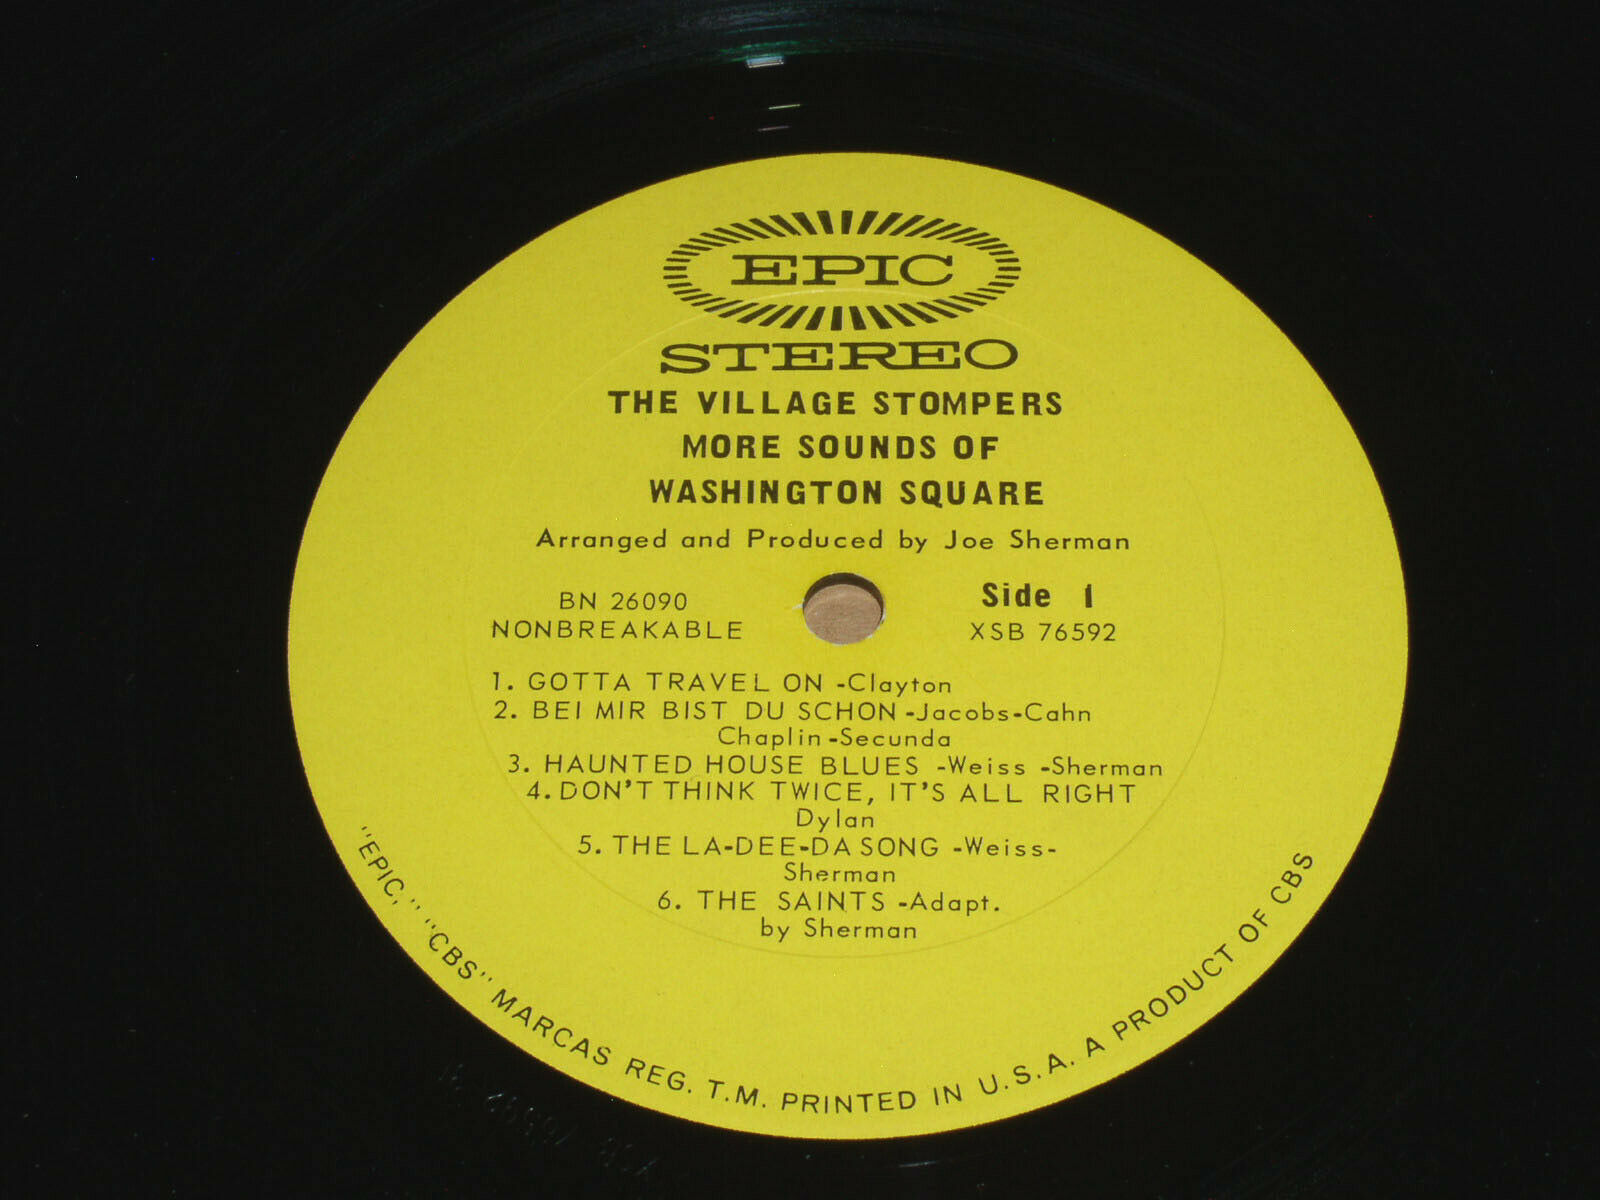 EPIC
STEREO
THE VILLAGE STOMPERS
MORE SOUNDS OF
WASHINGTON SQUARE
Arranged and Produced by Joe Sherman
BN 26090
NONBREAKABLE
Side 1
XSB 76592
1. GOTTA TRAVEL ON -Clayton
2. BEI MIR BIST DU SCHON -Jacobs-Cahn
Chaplin -Secunda
3. HAUNTED HOUSE BLUES -Weiss -Sherman
4. DON'T THINK TWICE, IT'S ALL RIGHT
Dylan
5. THE LA-DEE-DA SONG -Weiss-
Sherman
6. THE SAINTS -Adapt.
by Sherman
"EPIC," "CBS" MARCAS REG. T.M. PRINTED IN U.S.A. A PRODUCT OF CBS